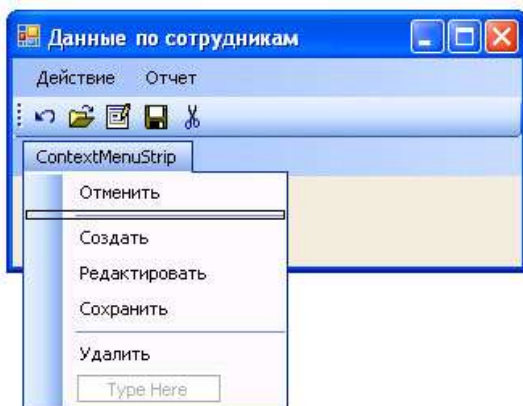 Данные по сотрудникам
Действие Отчет
ContextMenuStrip
Отменить
Создать
Редактировать
Сохранить
Удалить
Type Here